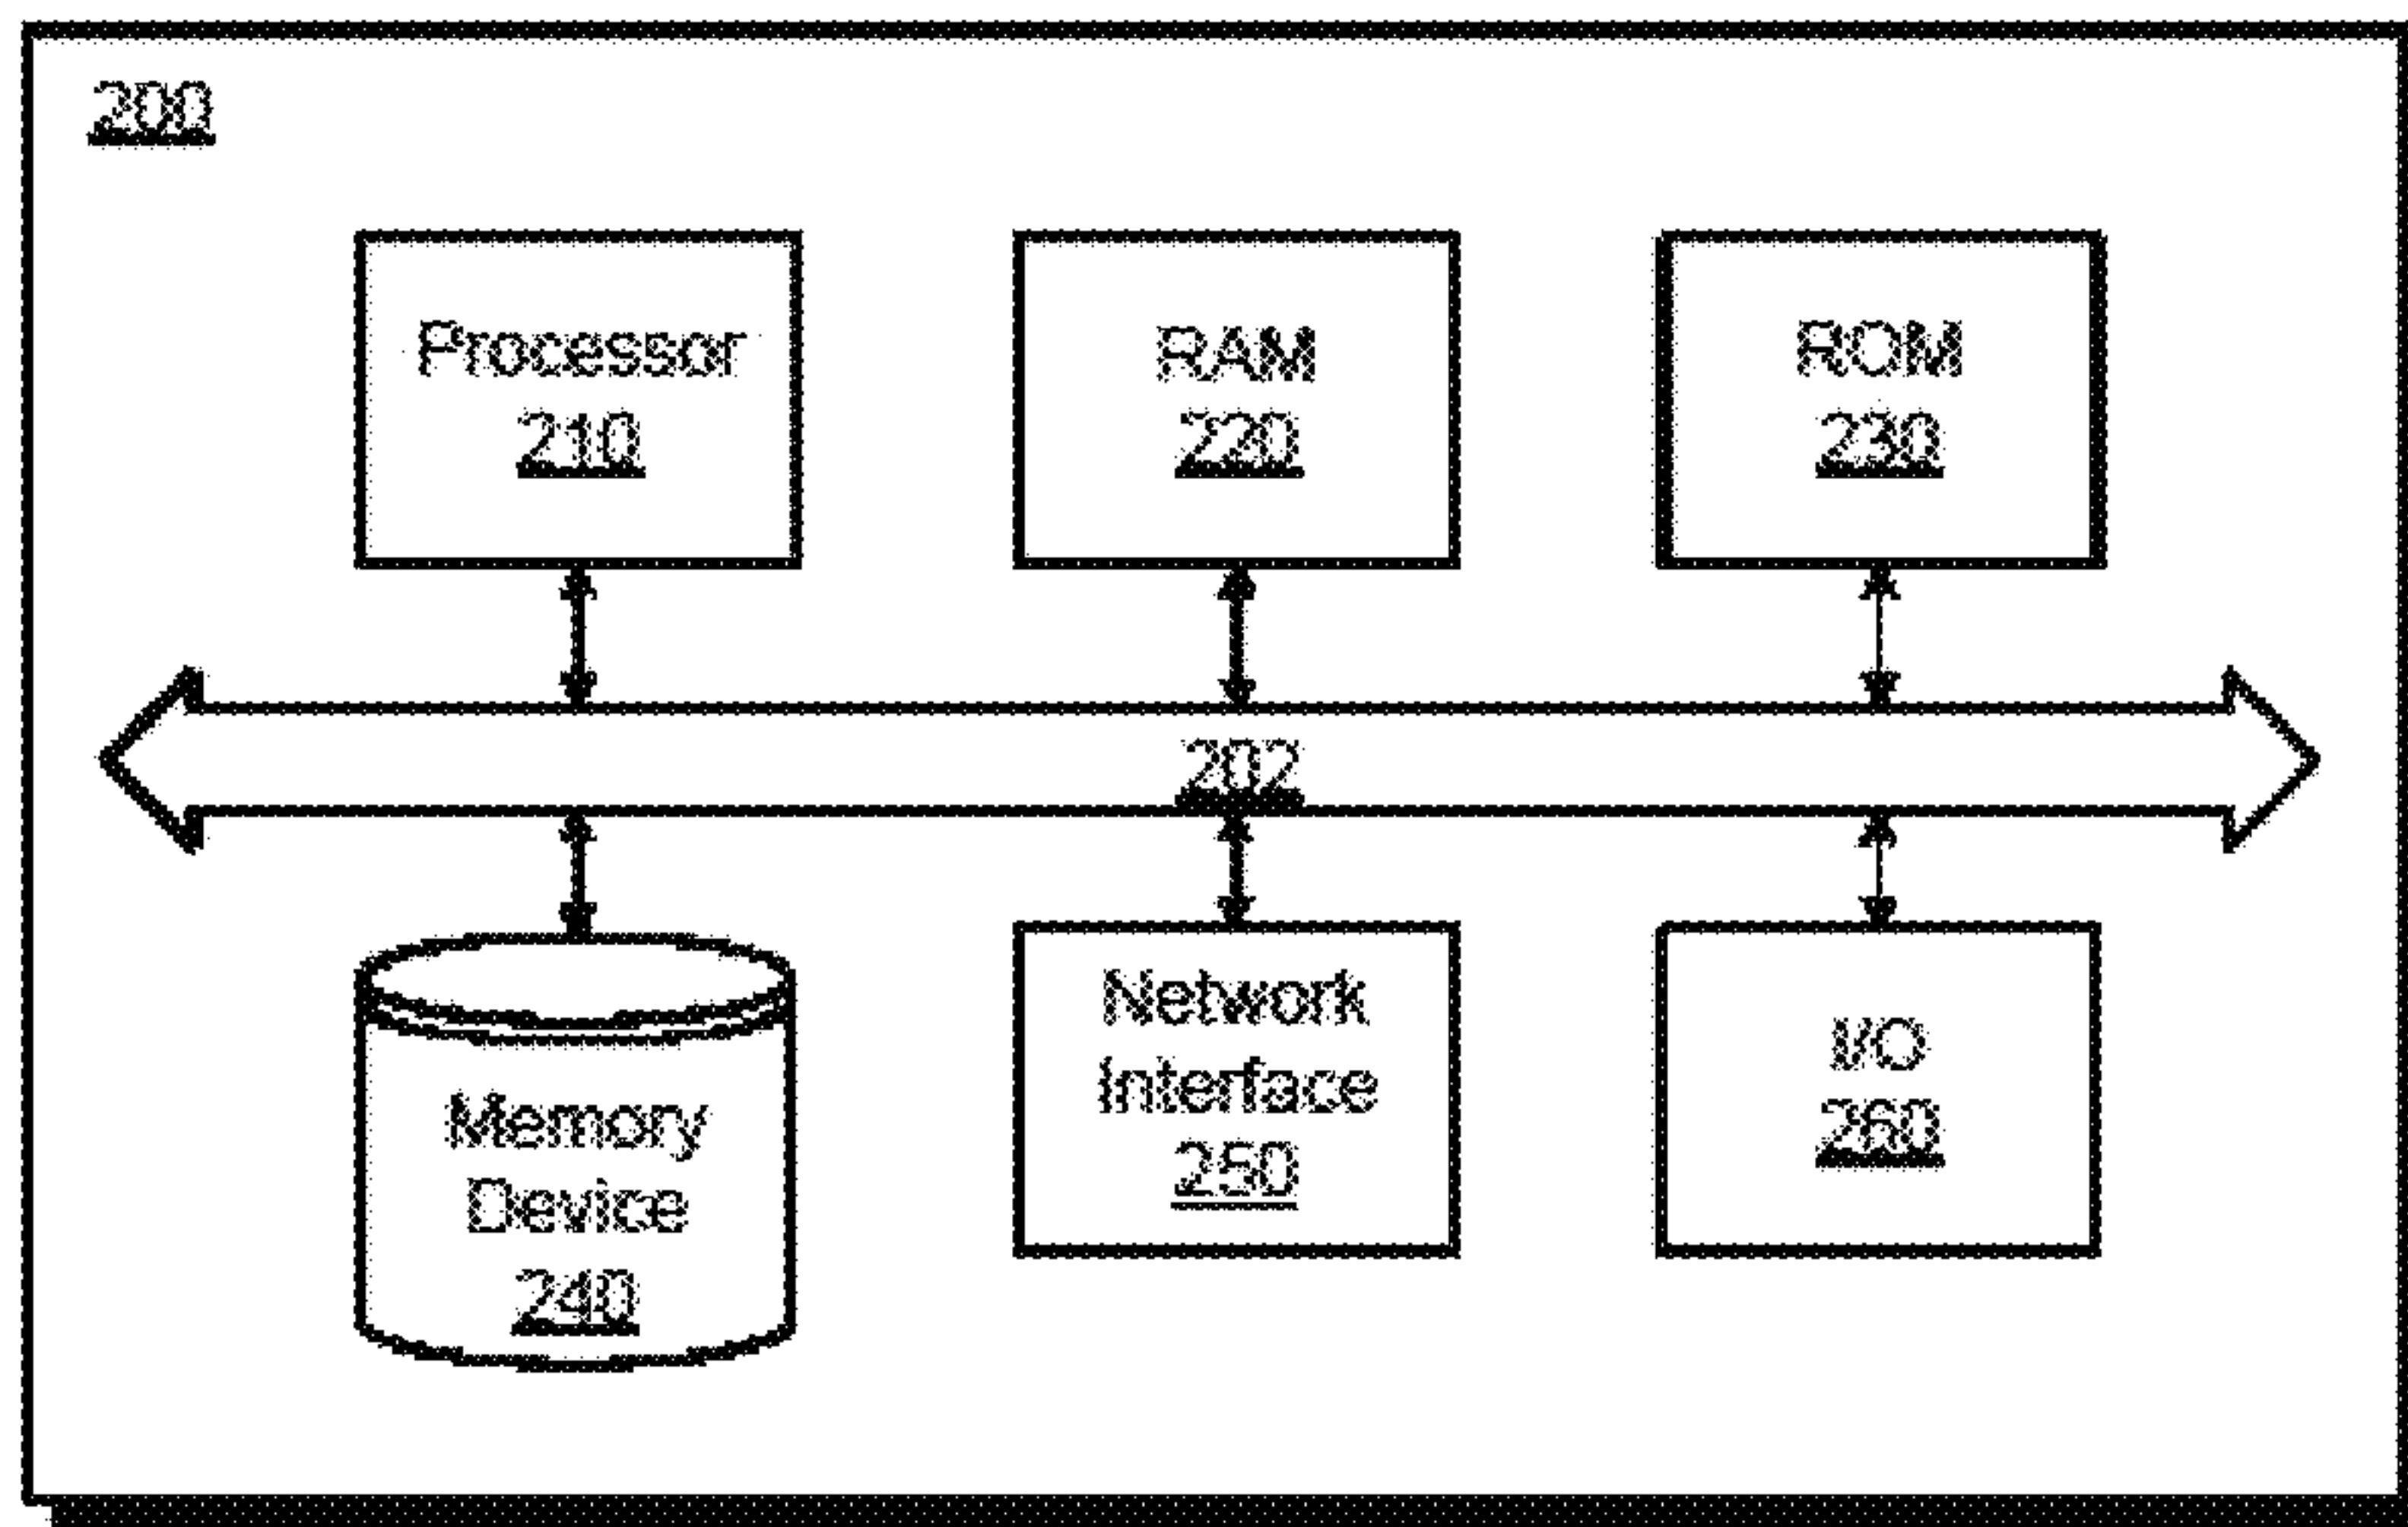 200
Processor
210
RAM
220
ROM
230
202
Memory
Device
240
Network
Interface
250
I/O
260